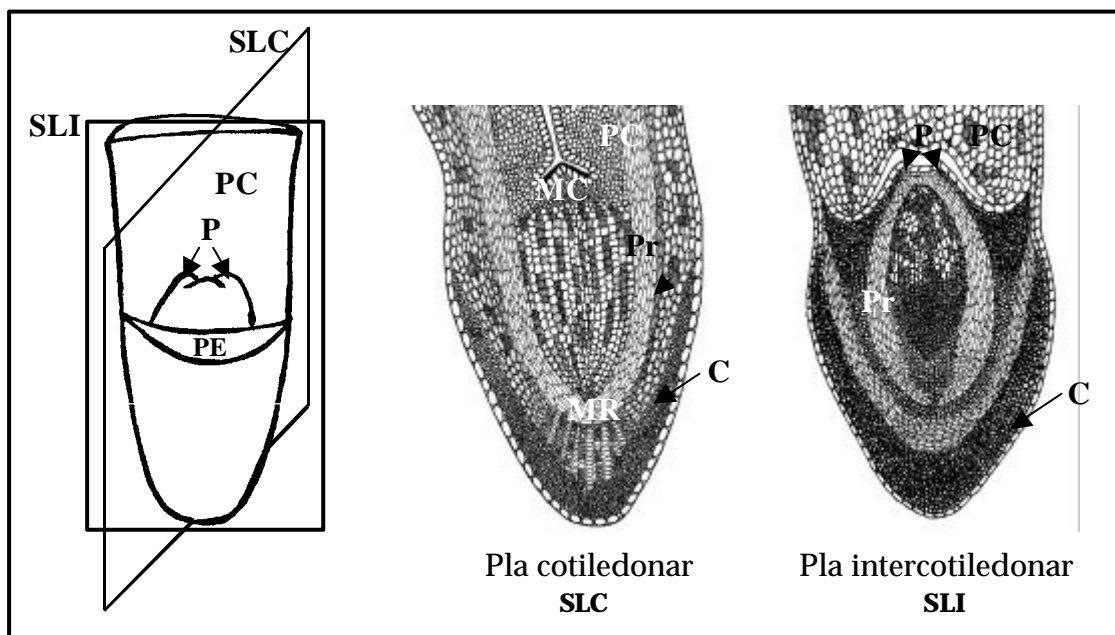 SLC
SLI
PC
P
PE
PC
MC
Pr
C
MR
Pla cotiledonar
SLC
P
PC
Pr
C
Pla intercotiledonar
SLI